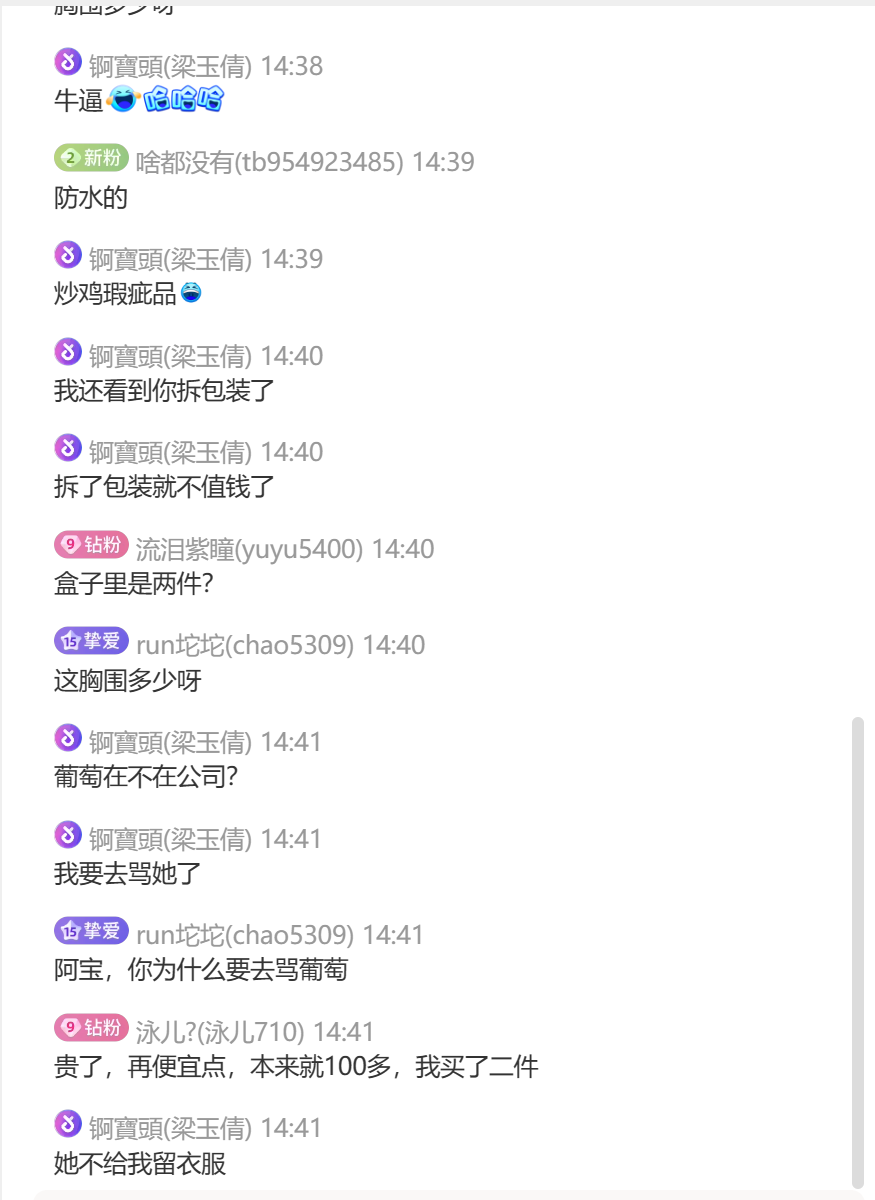 胸围多少呀
锕寶頭(梁玉倩) 14:38
牛逼 哈哈哈
2 新粉 啥都没有(tb954923485) 14:39
防水的
锕寶頭(梁玉倩) 14:39
炒鸡瑕疵品
锕寶頭(梁玉倩) 14:40
我还看到你拆包装了
锕寶頭(梁玉倩) 14:40
拆了包装就不值钱了
9 钻粉 流泪紫瞳(yuyu5400) 14:40
盒子里是两件?
15 挚爱 run坨坨(chao5309) 14:40
这胸围多少呀
锕寶頭(梁玉倩) 14:41
葡萄在不在公司?
锕寶頭(梁玉倩) 14:41
我要去骂她了
15 挚爱 run坨坨(chao5309) 14:41
阿宝，你为什么要去骂葡萄
9 钻粉 泳儿?(泳儿710) 14:41
贵了，再便宜点，本来就100多，我买了二件
锕寶頭(梁玉倩) 14:41
她不给我留衣服